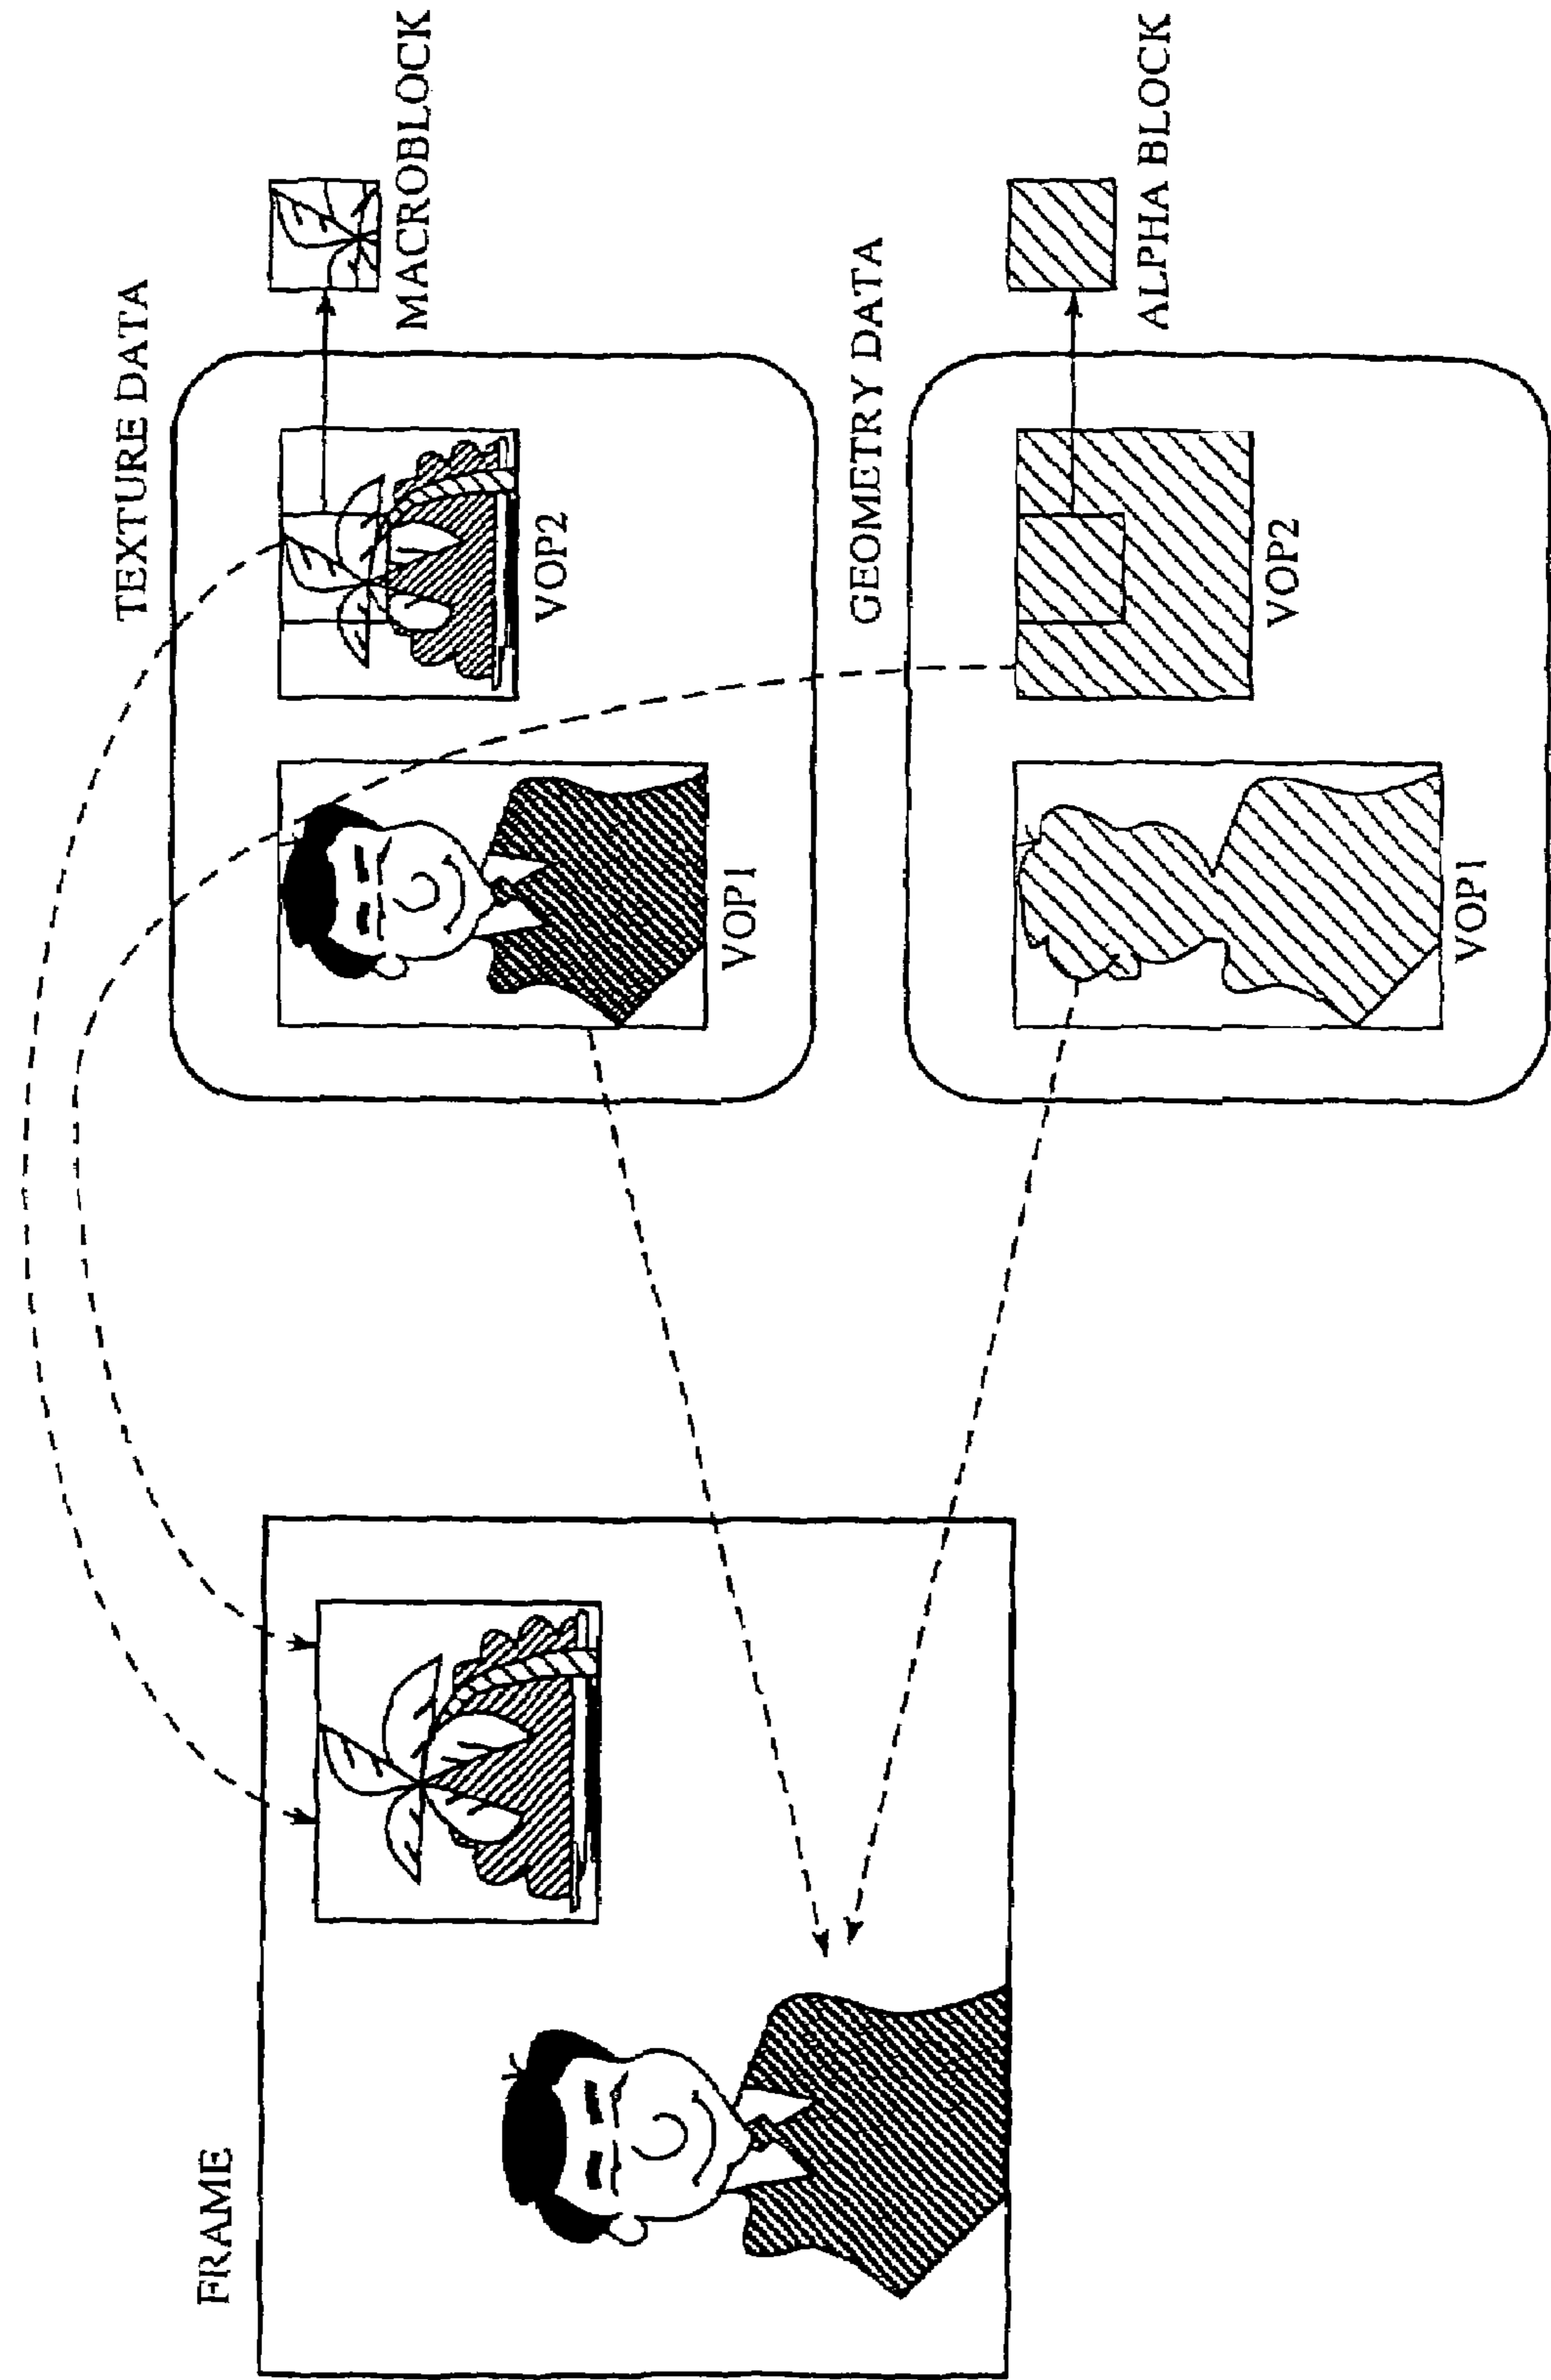 FRAME
TEXTURE DATA
VOP1
VOP2
MACROBLOCK
GEOMETRY DATA
VOP1
VOP2
ALPHA BLOCK